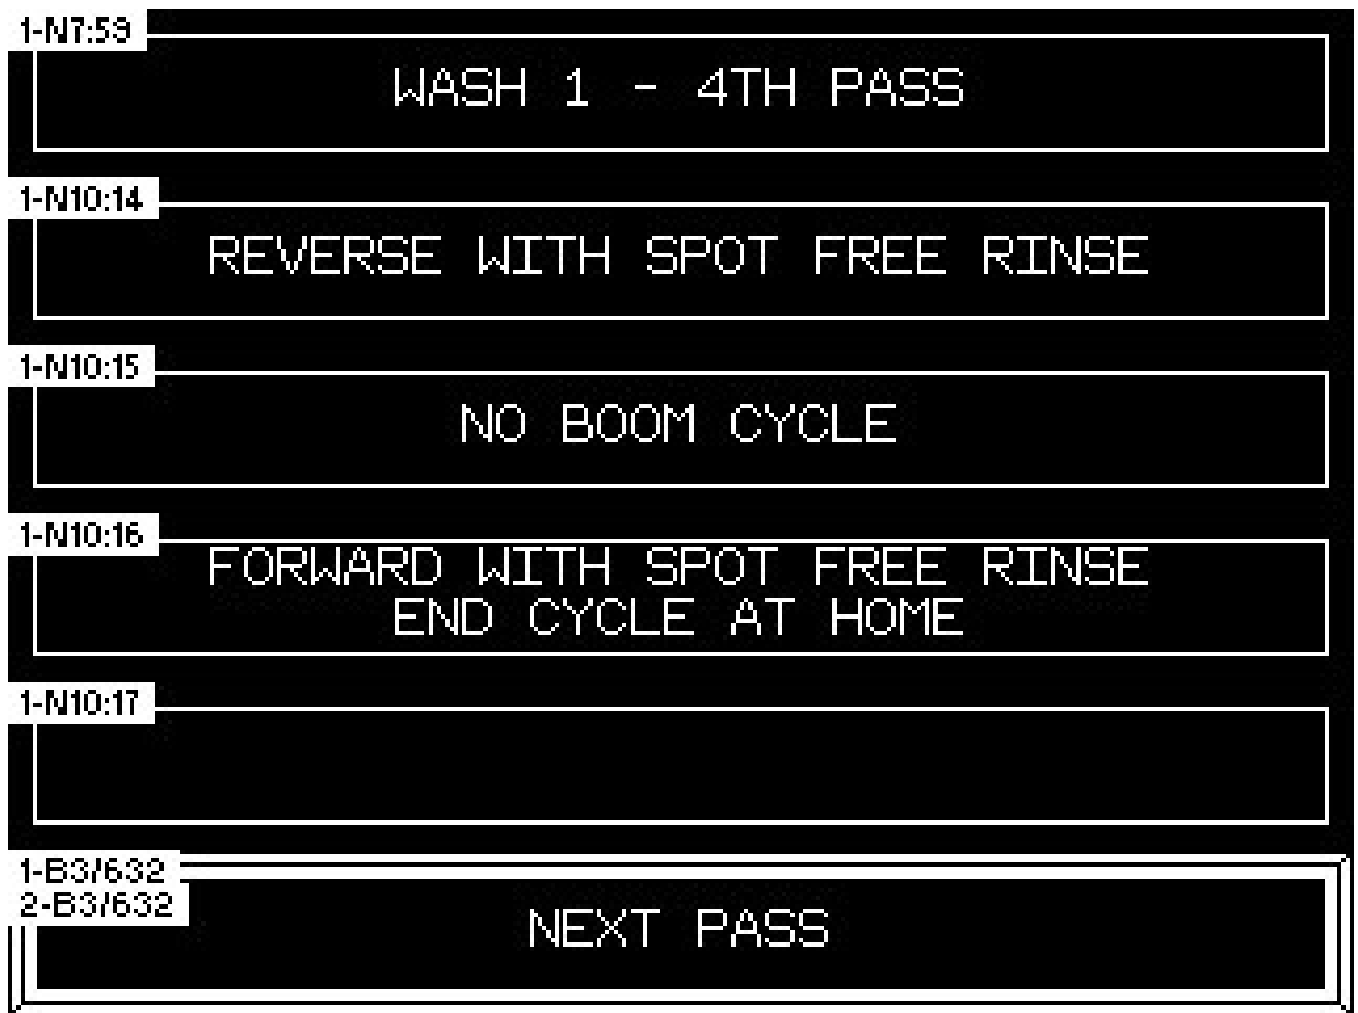 1-N7:59
WASH 1 - 4TH PASS
1-N10:14
REVERSE WITH SPOT FREE RINSE
1-N10:15
NO BOOM CYCLE
1-N10:16
FORWARD WITH SPOT FREE RINSE
END CYCLE AT HOME
1-N10:17
1-B3/632
2-B3/632
NEXT PASS